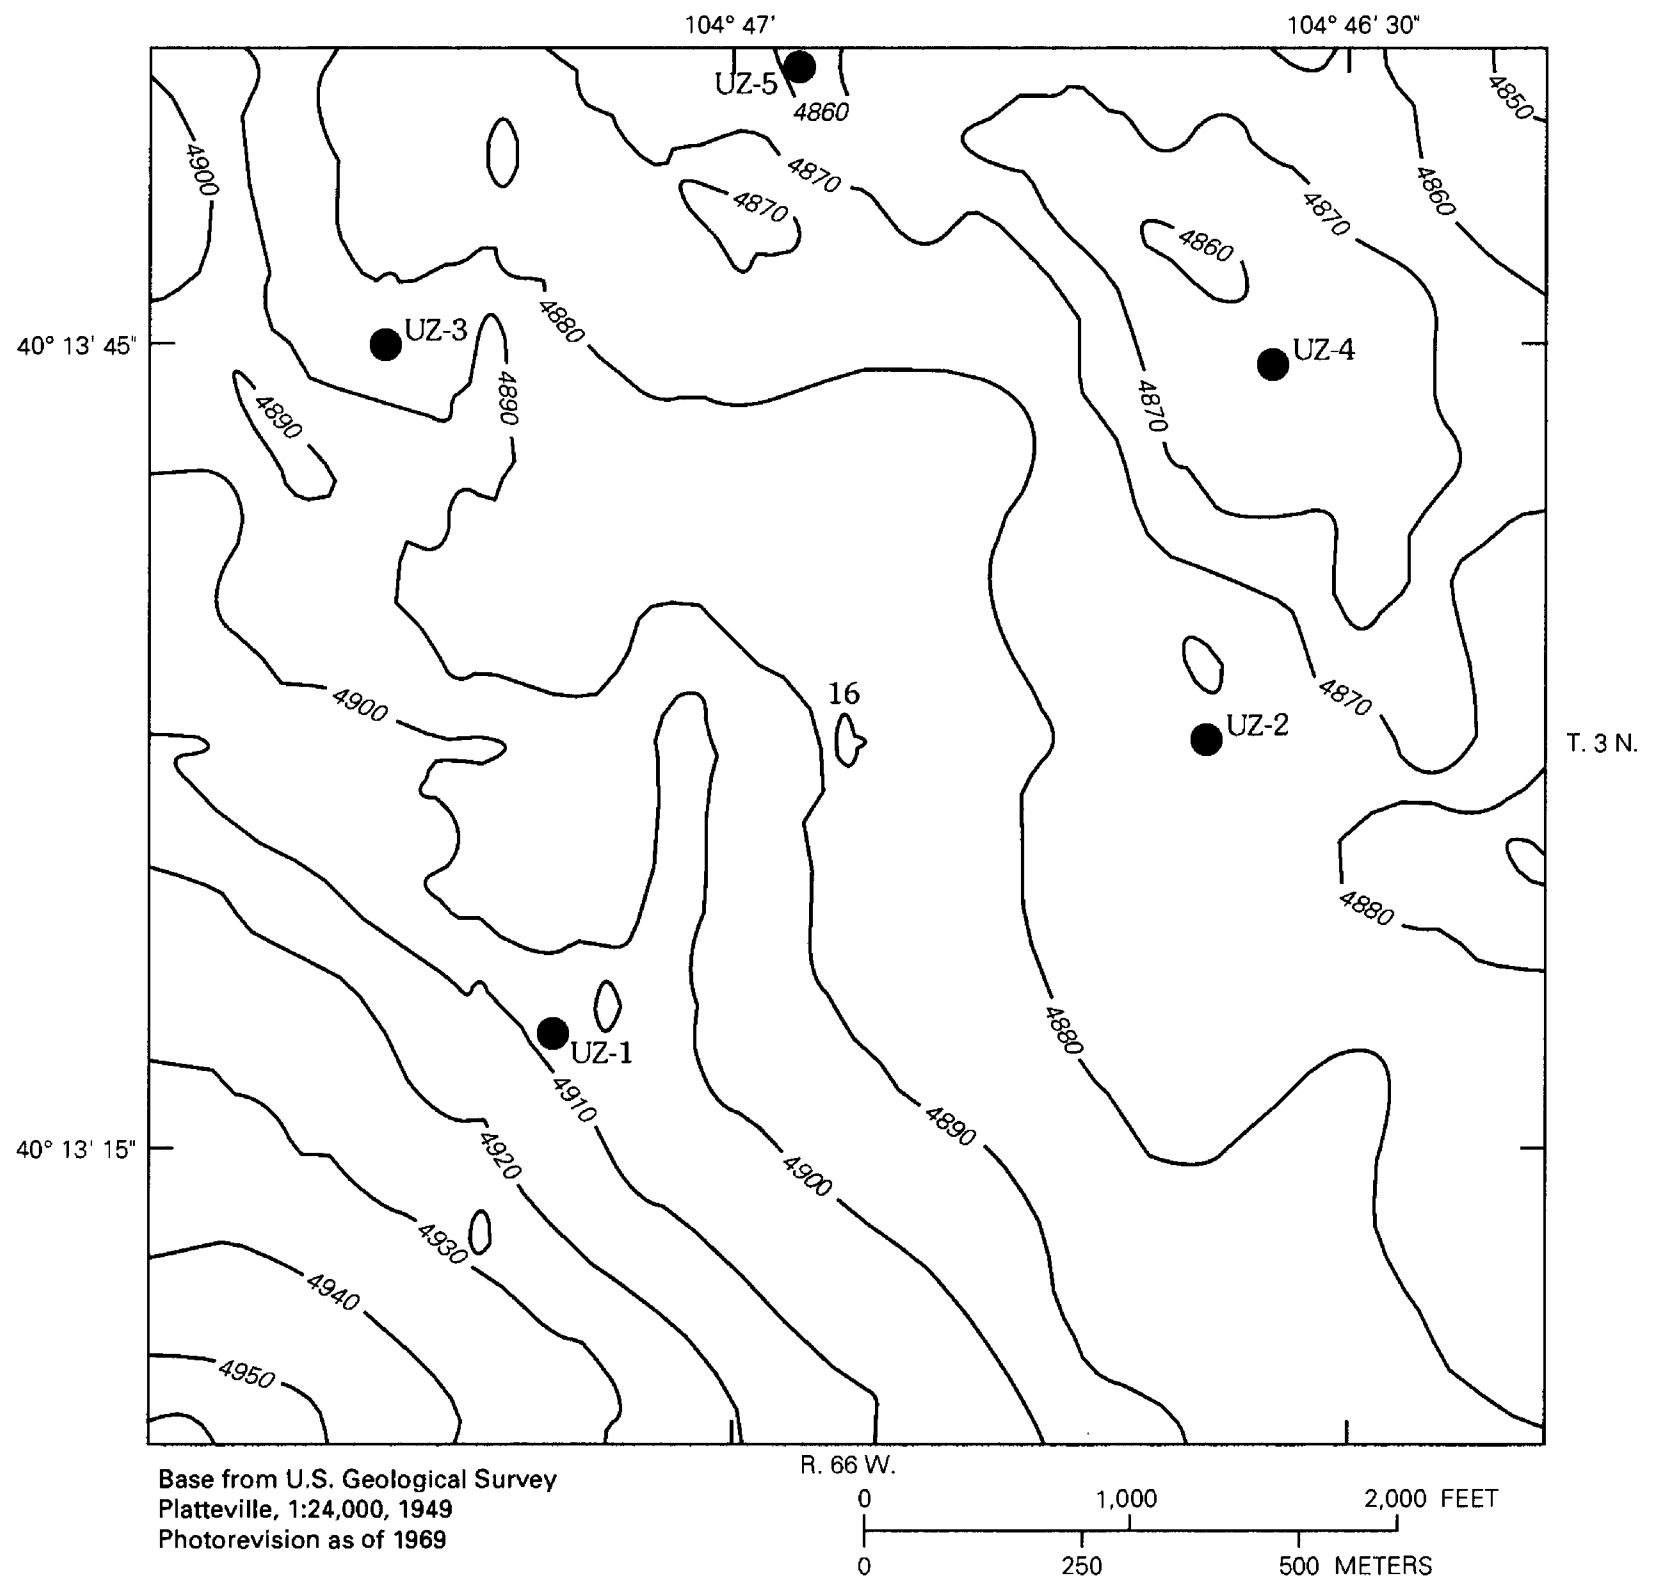 104° 47'
104° 46' 30"
UZ-5
4860
4850
4900
4870
4860
4870
4870
4860
4880
UZ-3
40° 13' 45"
UZ-4
4890
4890
4870
16
4870
4900
UZ-2
T. 3 N.
4880
4880
UZ-1
4910
4890
40° 13' 15"
4920
4900
4930
4940
4950
R. 66 W.
Base from U.S. Geological Survey
Platteville, 1:24,000, 1949
Photorevision as of 1969
0 1,000 2,000 FEET
0 250 500 METERS